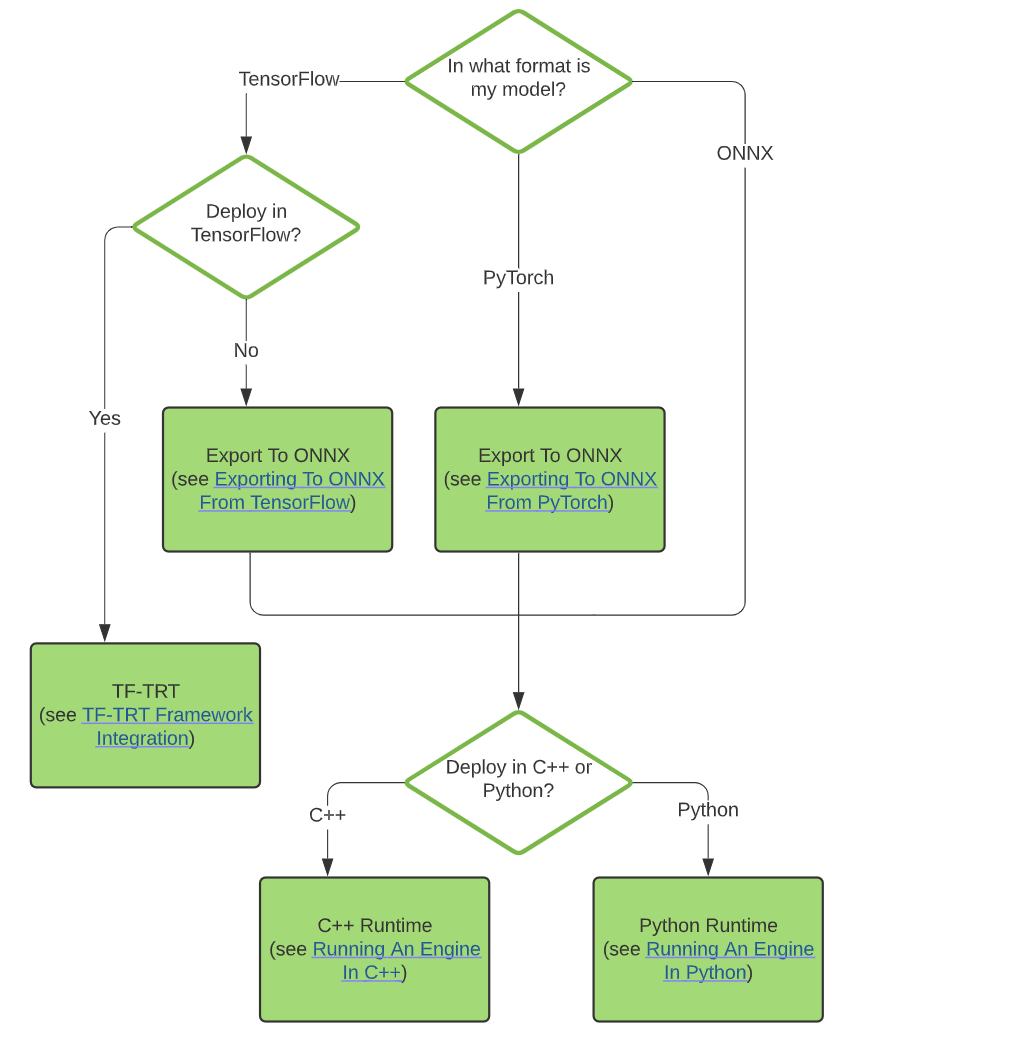 In what format is
my model?
TensorFlow
ONNX
Deploy in
TensorFlow?
PyTorch
No
Yes
Export To ONNX
(see Exporting To ONNX
From TensorFlow)
Export To ONNX
(see Exporting To ONNX
From PyTorch)
TF-TRT
(see TF-TRT Framework
Integration)
Deploy in C++ or
Python?
C++
Python
C++ Runtime
(see Running An Engine
In C++)
Python Runtime
(see Running An Engine
In Python)